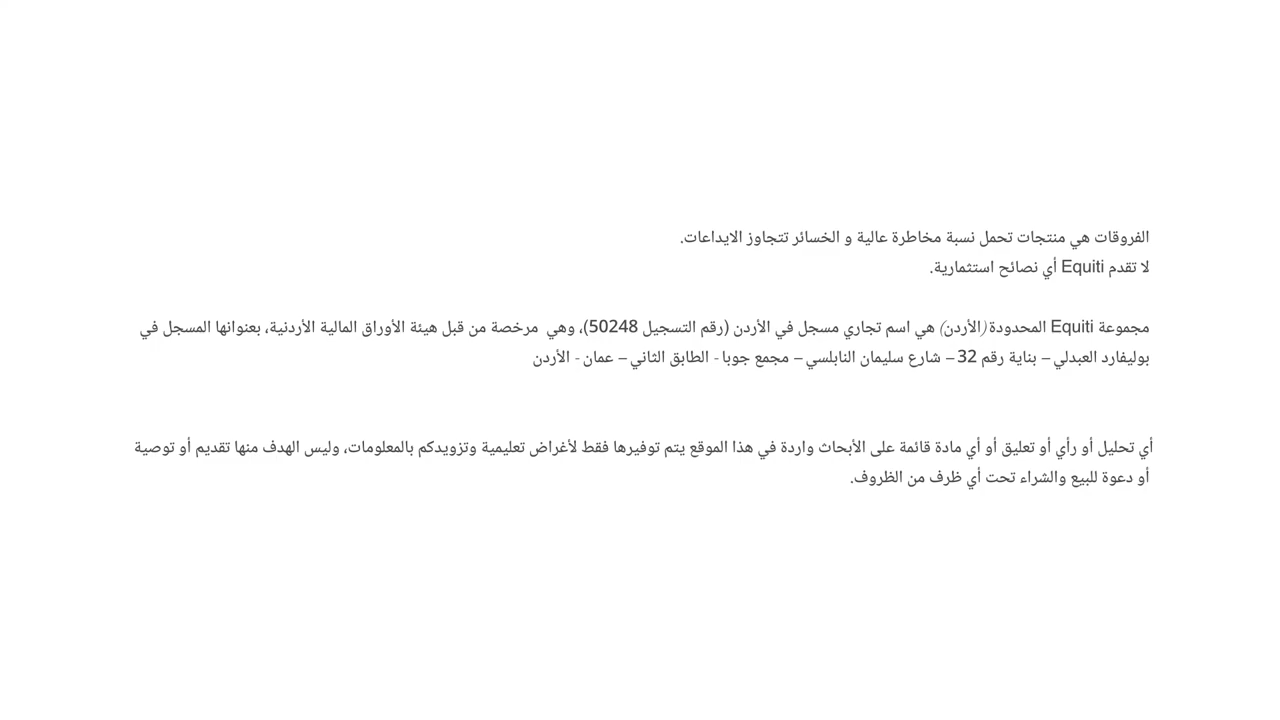 الفروقات هي منتجات تحمل نسبة مخاطرة عالية و الخسائر تتجاوز الايداعات.
لا تقدم Equiti أي نصائح استثمارية.
مجموعة Equiti المحدودة (الأردن) هي اسم تجاري مسجل في الأردن (رقم التسجيل 50248)، وهي مرخصة من قبل هيئة الأوراق المالية الأردنية، بعنوانها المسجل في
بوليفارد العبدلي – بناية رقم 32 – شارع سليمان النابلسي – مجمع جوبا - الطابق الثاني – عمان - الأردن
أي تحليل أو رأي أو تعليق أو أي مادة قائمة على الأبحاث واردة في هذا الموقع يتم توفيرها فقط لأغراض تعليمية وتزويدكم بالمعلومات، وليس الهدف منها تقديم أو توصية
أو دعوة للبيع والشراء تحت أي ظرف من الظروف.